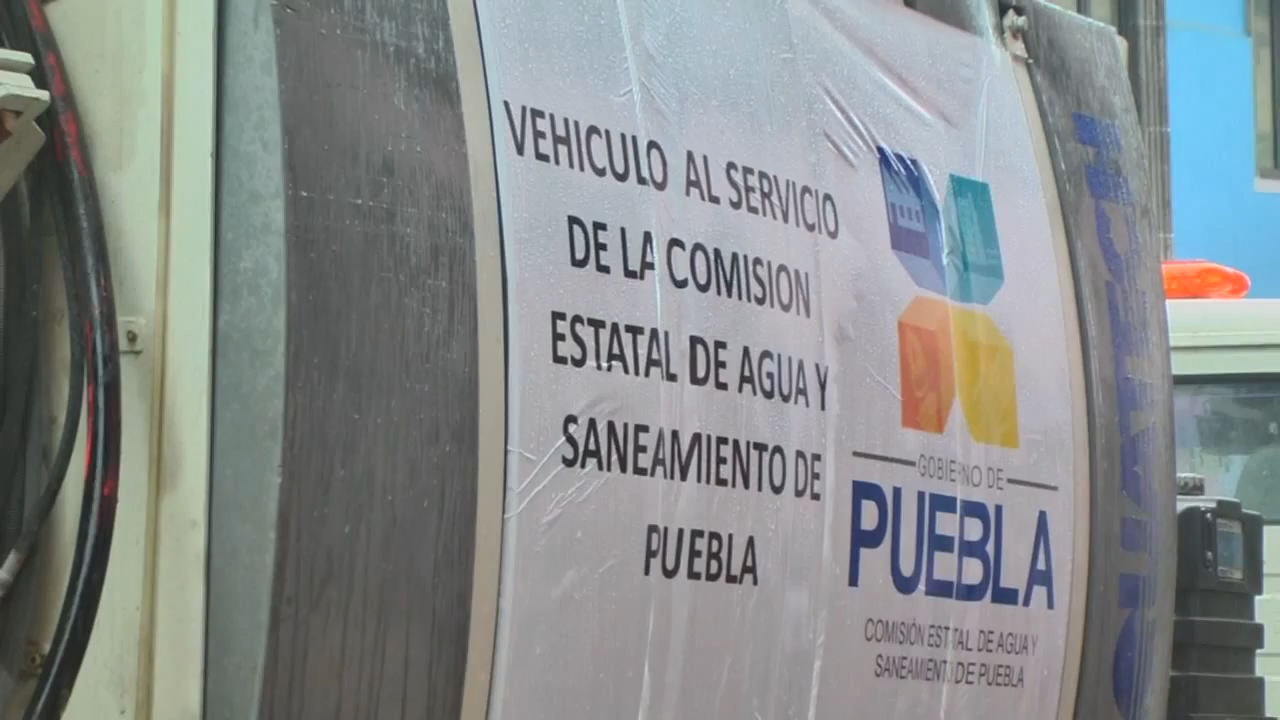 VEHICULO AL SERVICIO
DE LA COMISION
ESTATAL DE AGUA Y
SANEAMIENTO DE
PUEBLA
GOBIERNO DE
PUEBLA
COMISIÓN ESTATAL DE AGUA Y
SANEAMIENTO DE PUEBLA